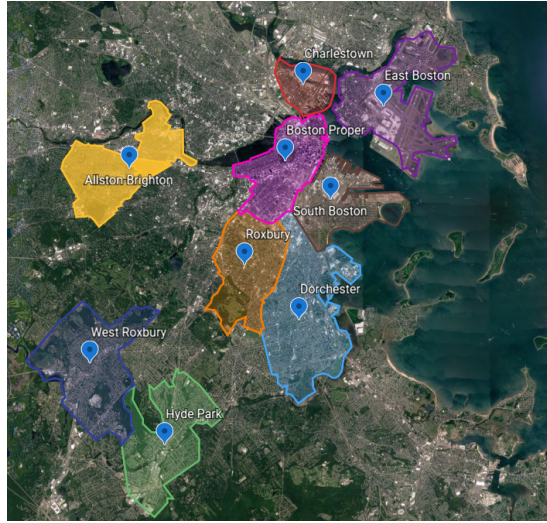 Charlestown
East Boston
Boston Proper
Allston-Brighton
South Boston
Roxbury
Dorchester
West Roxbury
Hyde Park